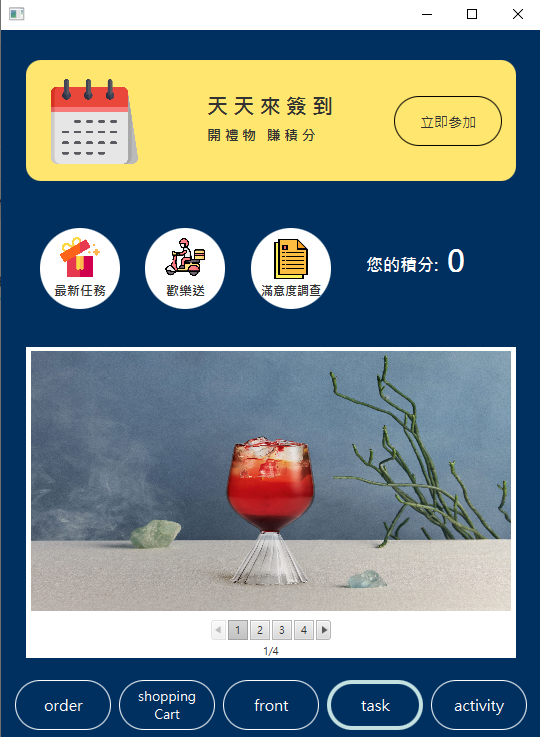 天天來簽到
開禮物 賺積分
立即參加
最新任務
歡樂送
滿意度調查
您的積分: 0
1 2 3 4
1/4
order
shopping
Cart
front
task
activity